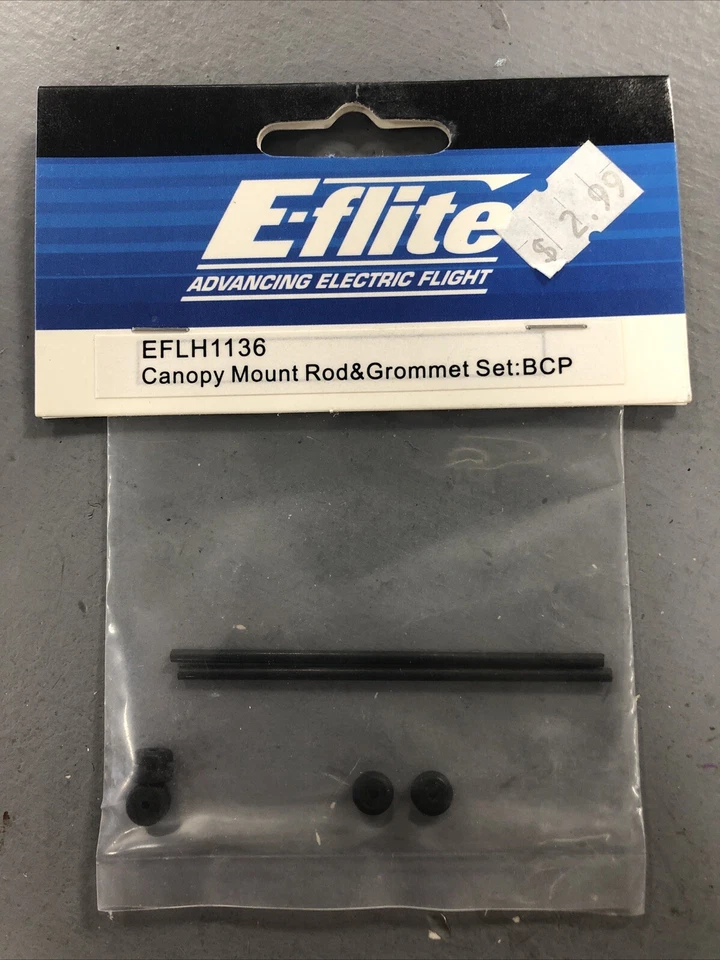 E-flite
$ 2.99
ADVANCING ELECTRIC FLIGHT
EFLH1136
Canopy Mount Rod&Grommet Set:BCP